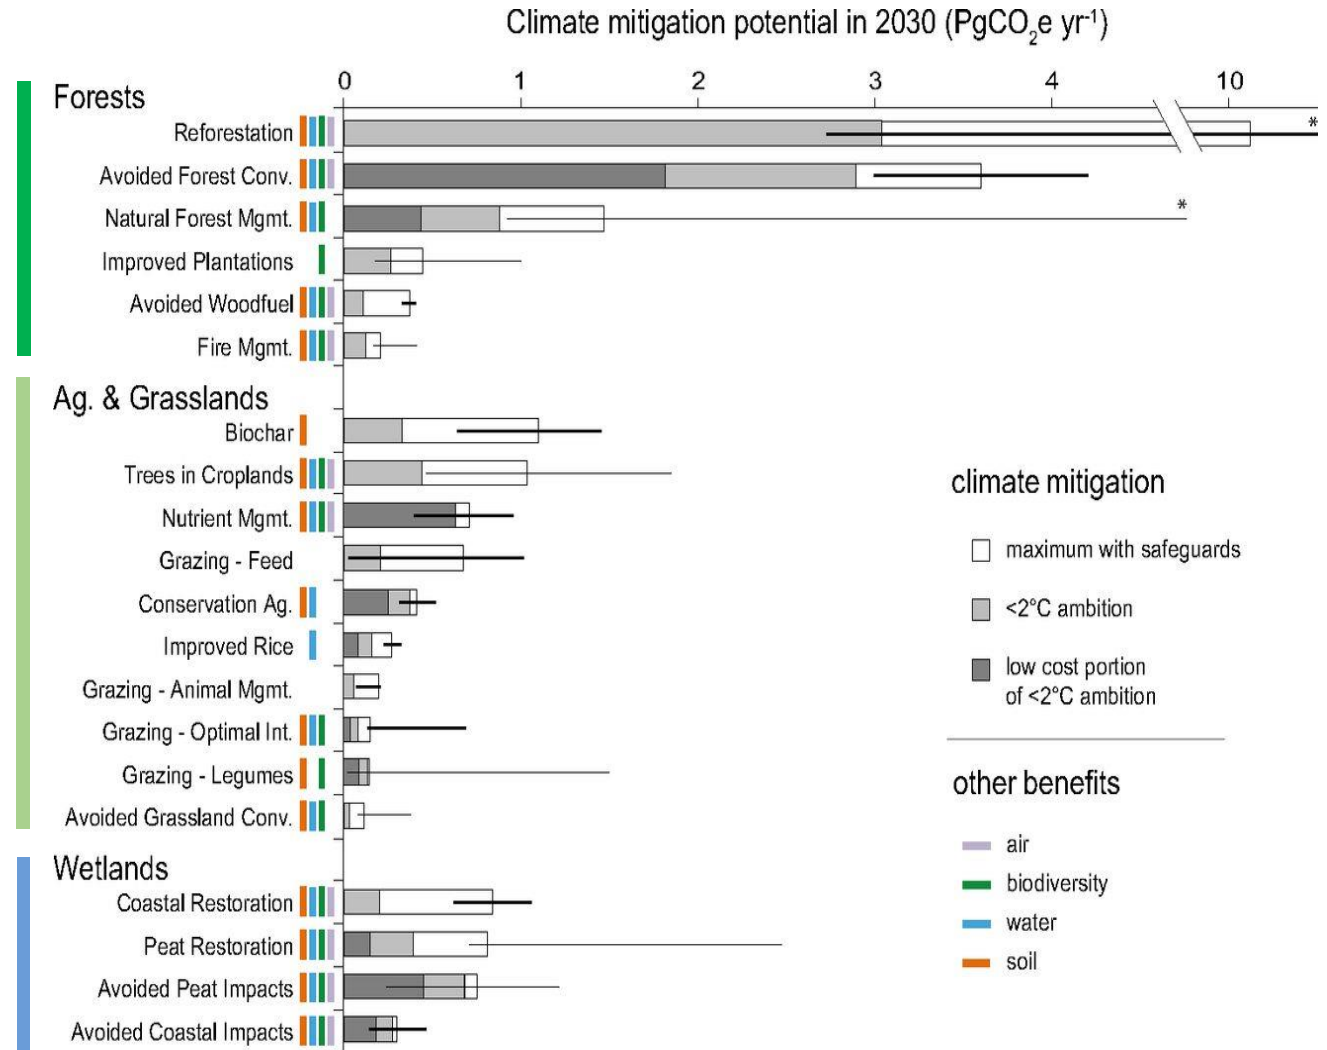 Climate mitigation potential in 2030 (PgCO₂e yr⁻¹)
0 1 2 3 4 10
Forests
Reforestation *
Avoided Forest Conv.
Natural Forest Mgmt. *
Improved Plantations
Avoided Woodfuel
Fire Mgmt.
Ag. & Grasslands
Biochar
Trees in Croplands
Nutrient Mgmt.
Grazing - Feed
Conservation Ag.
Improved Rice
Grazing - Animal Mgmt.
Grazing - Optimal Int.
Grazing - Legumes
Avoided Grassland Conv.
Wetlands
Coastal Restoration
Peat Restoration
Avoided Peat Impacts
Avoided Coastal Impacts
climate mitigation
maximum with safeguards
<2°C ambition
low cost portion
of <2°C ambition
other benefits
air
biodiversity
water
soil